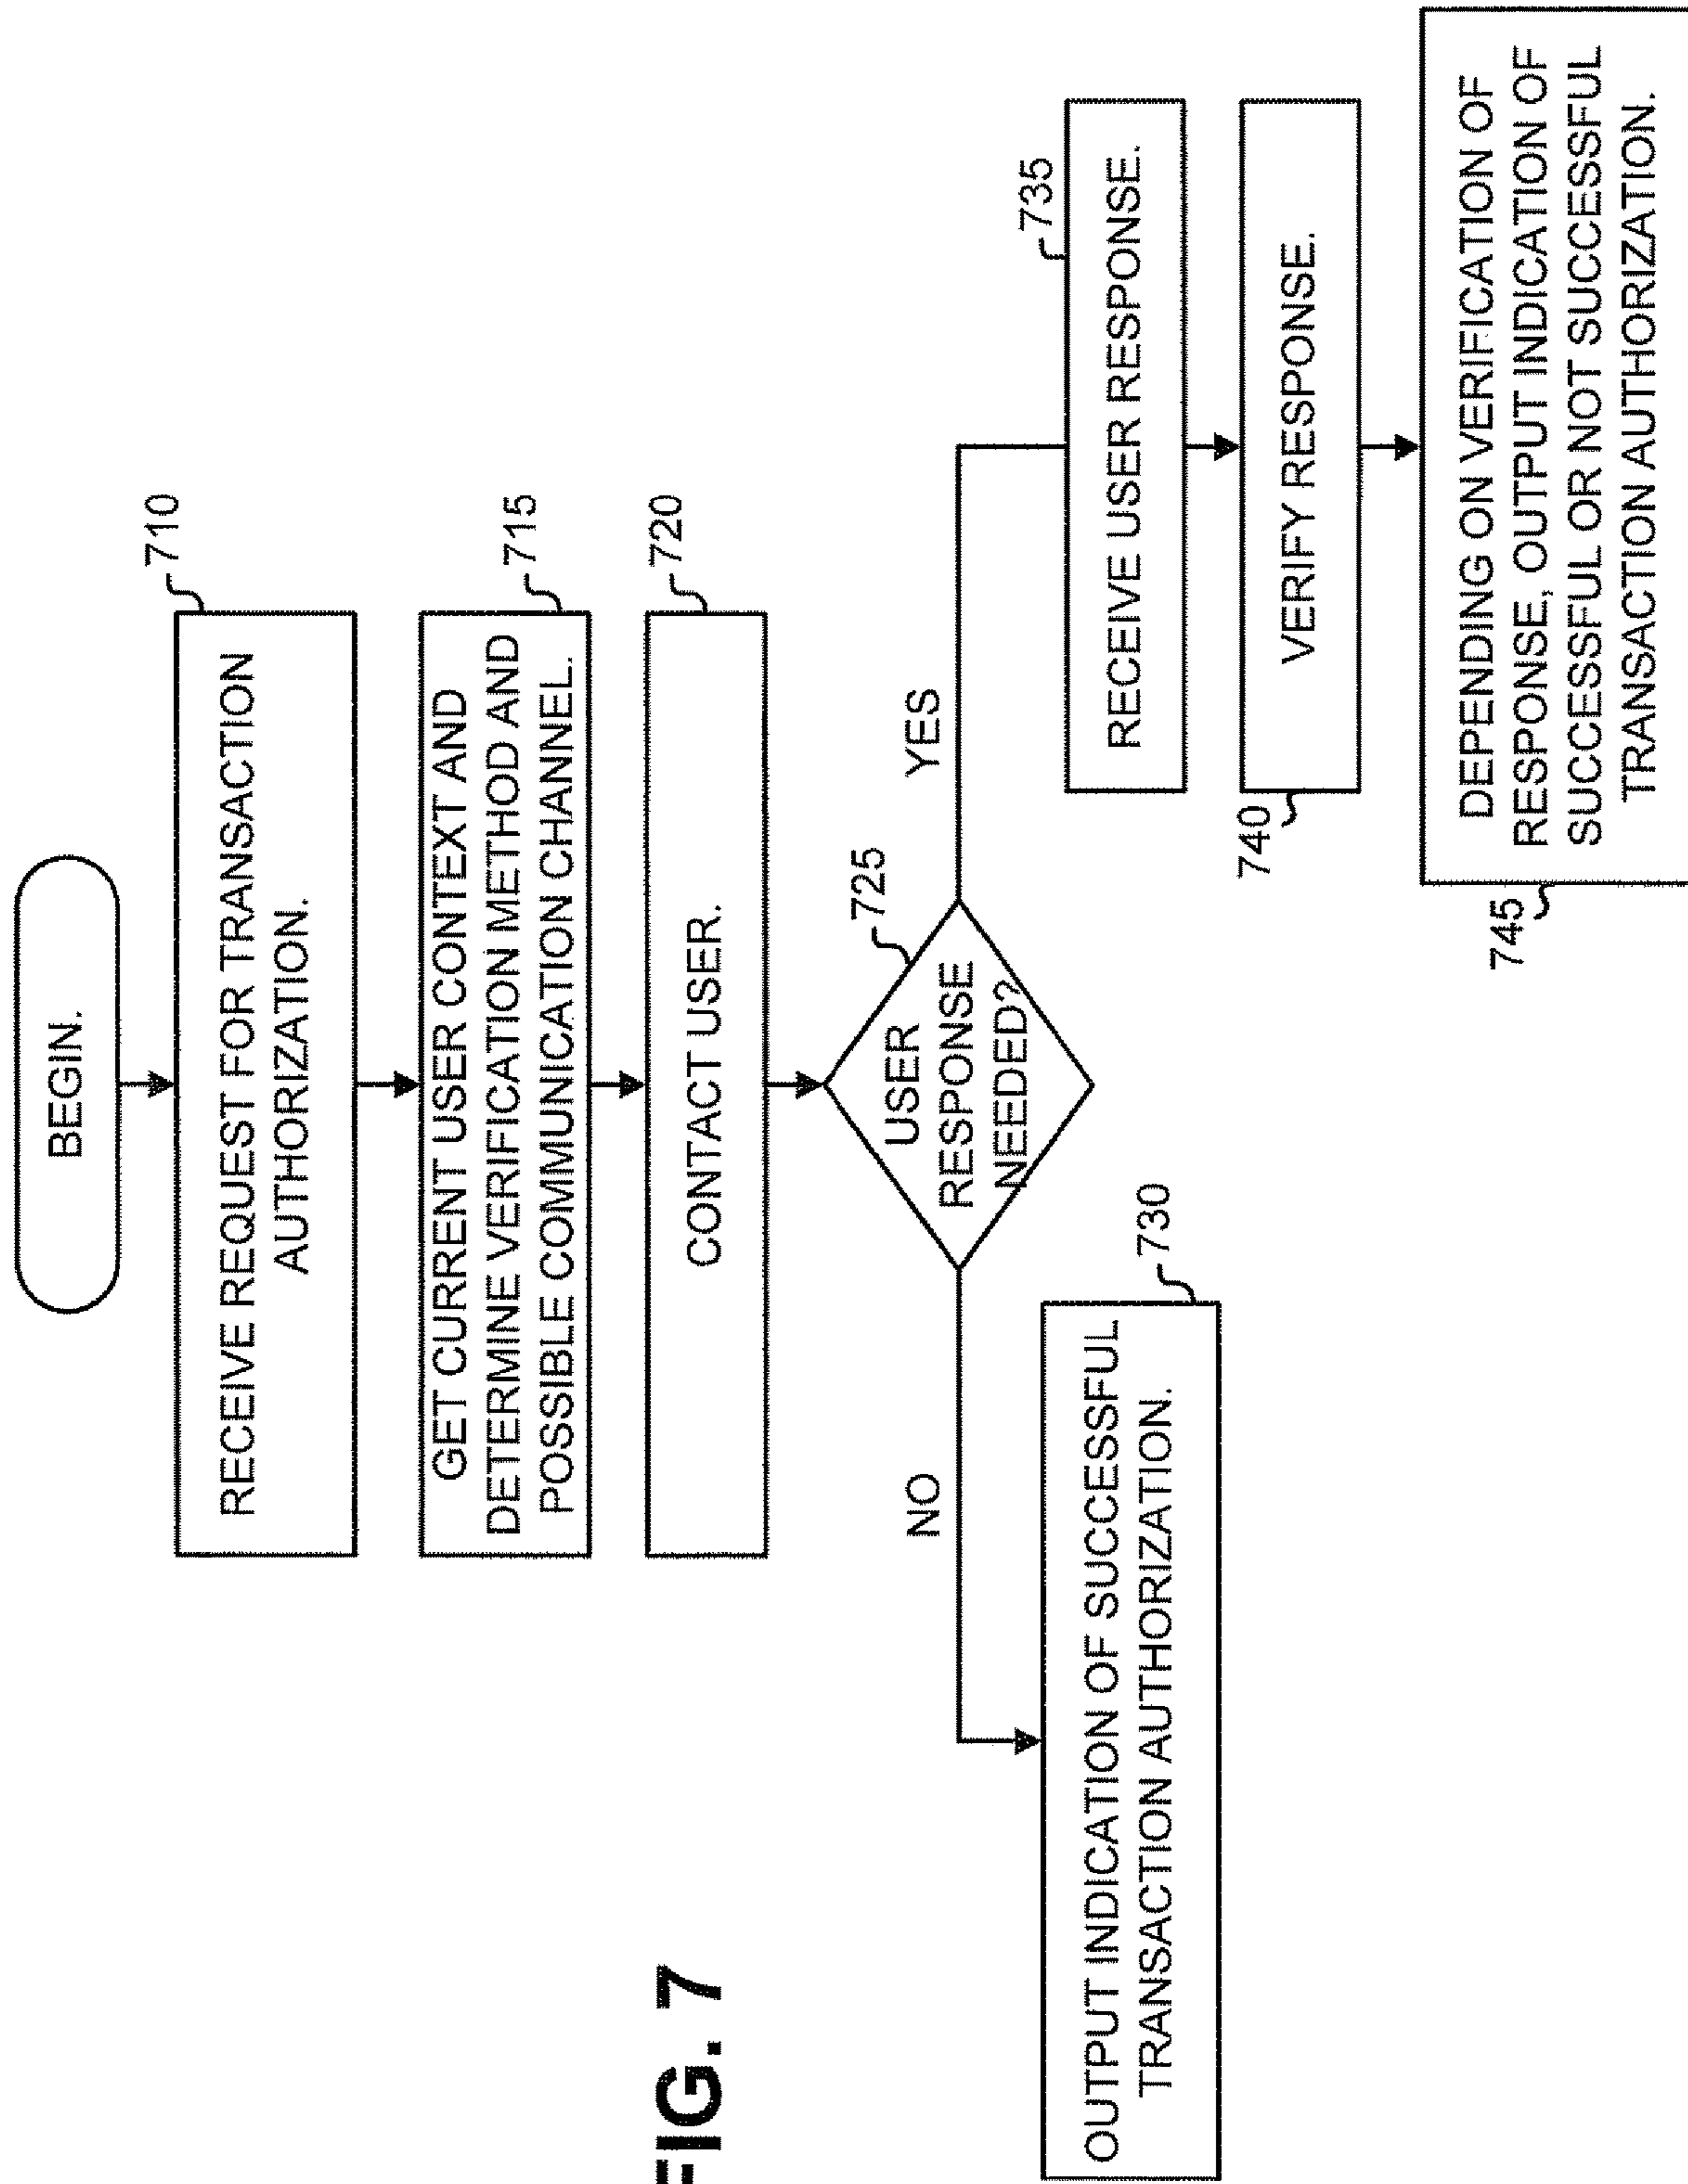 BEGIN.
710
RECEIVE REQUEST FOR TRANSACTION
AUTHORIZATION.
715
GET CURRENT USER CONTEXT AND
DETERMINE VERIFICATION METHOD AND
POSSIBLE COMMUNICATION CHANNEL.
720
CONTACT USER.
725
USER
RESPONSE
NEEDED?
NO
YES
730
OUTPUT INDICATION OF SUCCESSFUL
TRANSACTION AUTHORIZATION.
735
RECEIVE USER RESPONSE.
740
VERIFY RESPONSE.
745
DEPENDING ON VERIFICATION OF
RESPONSE, OUTPUT INDICATION OF
SUCCESSFUL OR NOT SUCCESSFUL
TRANSACTION AUTHORIZATION.
FIG. 7